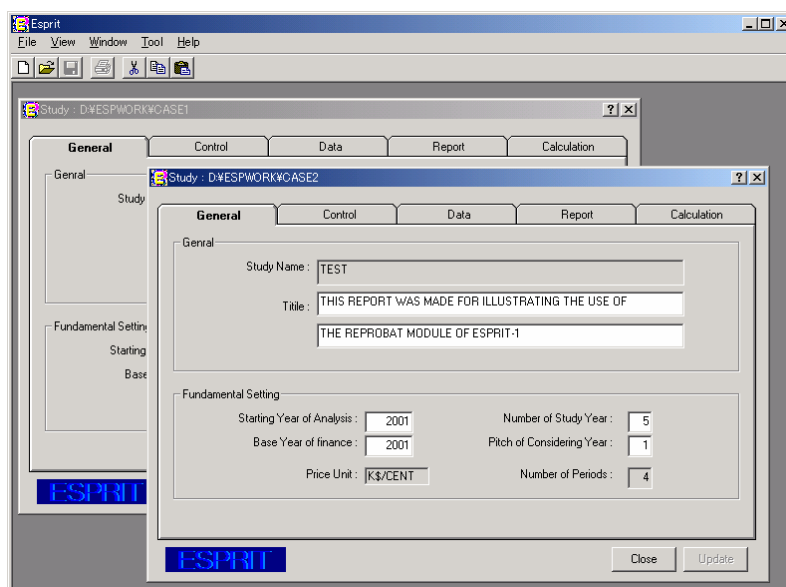 Esprit
File View Window Tool Help
Study : D:¥ESPWORK¥CASE1
General Control Data Report Calculation
Genral
Study
Fundamental Setting
Starting
Base
ESPRIT
Study : D:¥ESPWORK¥CASE2
General Control Data Report Calculation
Genral
Study Name : TEST
Titile : THIS REPORT WAS MADE FOR ILLUSTRATING THE USE OF
THE REPROBAT MODULE OF ESPRIT-1
Fundamental Setting
Starting Year of Analysis : 2001 Number of Study Year : 5
Base Year of finance : 2001 Pitch of Considering Year : 1
Price Unit : K$/CENT Number of Periods : 4
ESPRIT Close Update